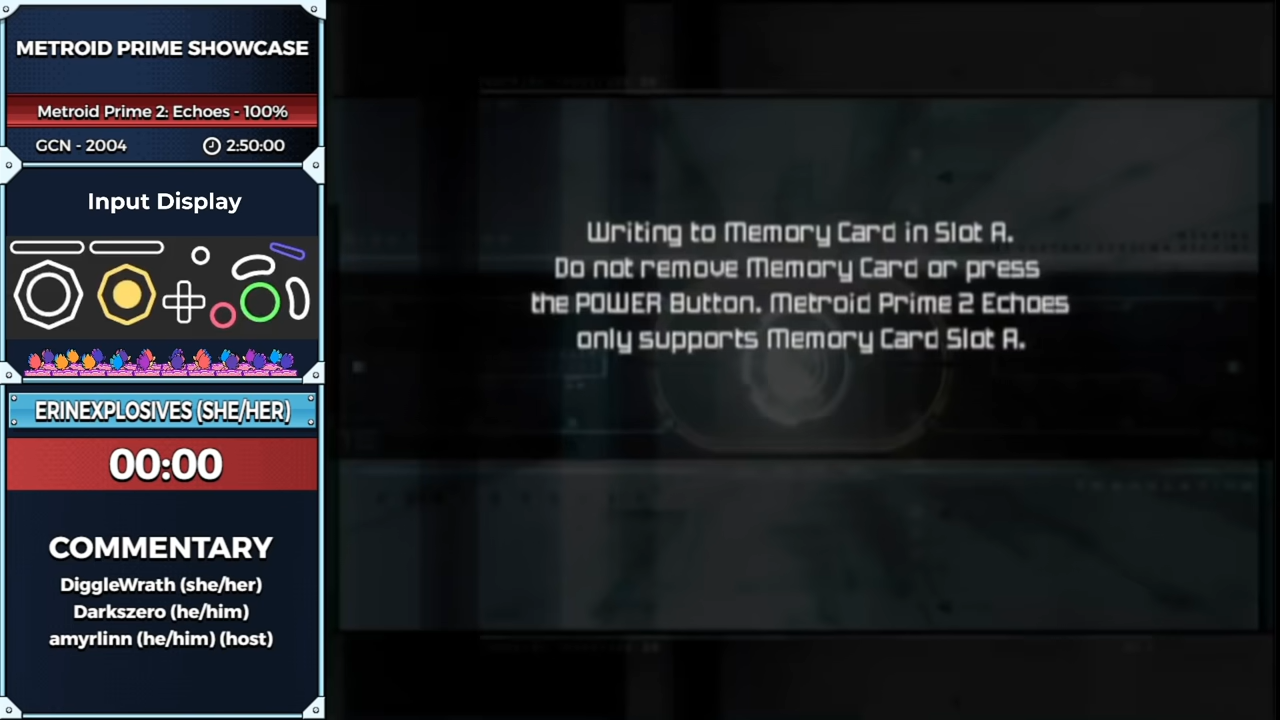 METROID PRIME SHOWCASE
Metroid Prime 2: Echoes - 100%
GCN - 2004
2:50:00
Input Display
ERINEXPLOSIVES (SHE/HER)
00:00
COMMENTARY
DiggleWrath (she/her)
Darkszero (he/him)
amyrlinn (he/him) (host)
Writing to Memory Card in Slot A.
Do not remove Memory Card or press
the POWER Button. Metroid Prime 2 Echoes
only supports Memory Card Slot A.